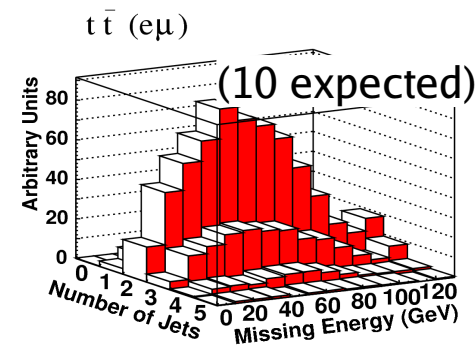 t t̄ (eμ)
(10 expected)
Arbitrary Units
80
60
40
20
0
0 1 2 3 4 5
Number of Jets
0 20 40 60 80 100 120
Missing Energy (GeV)